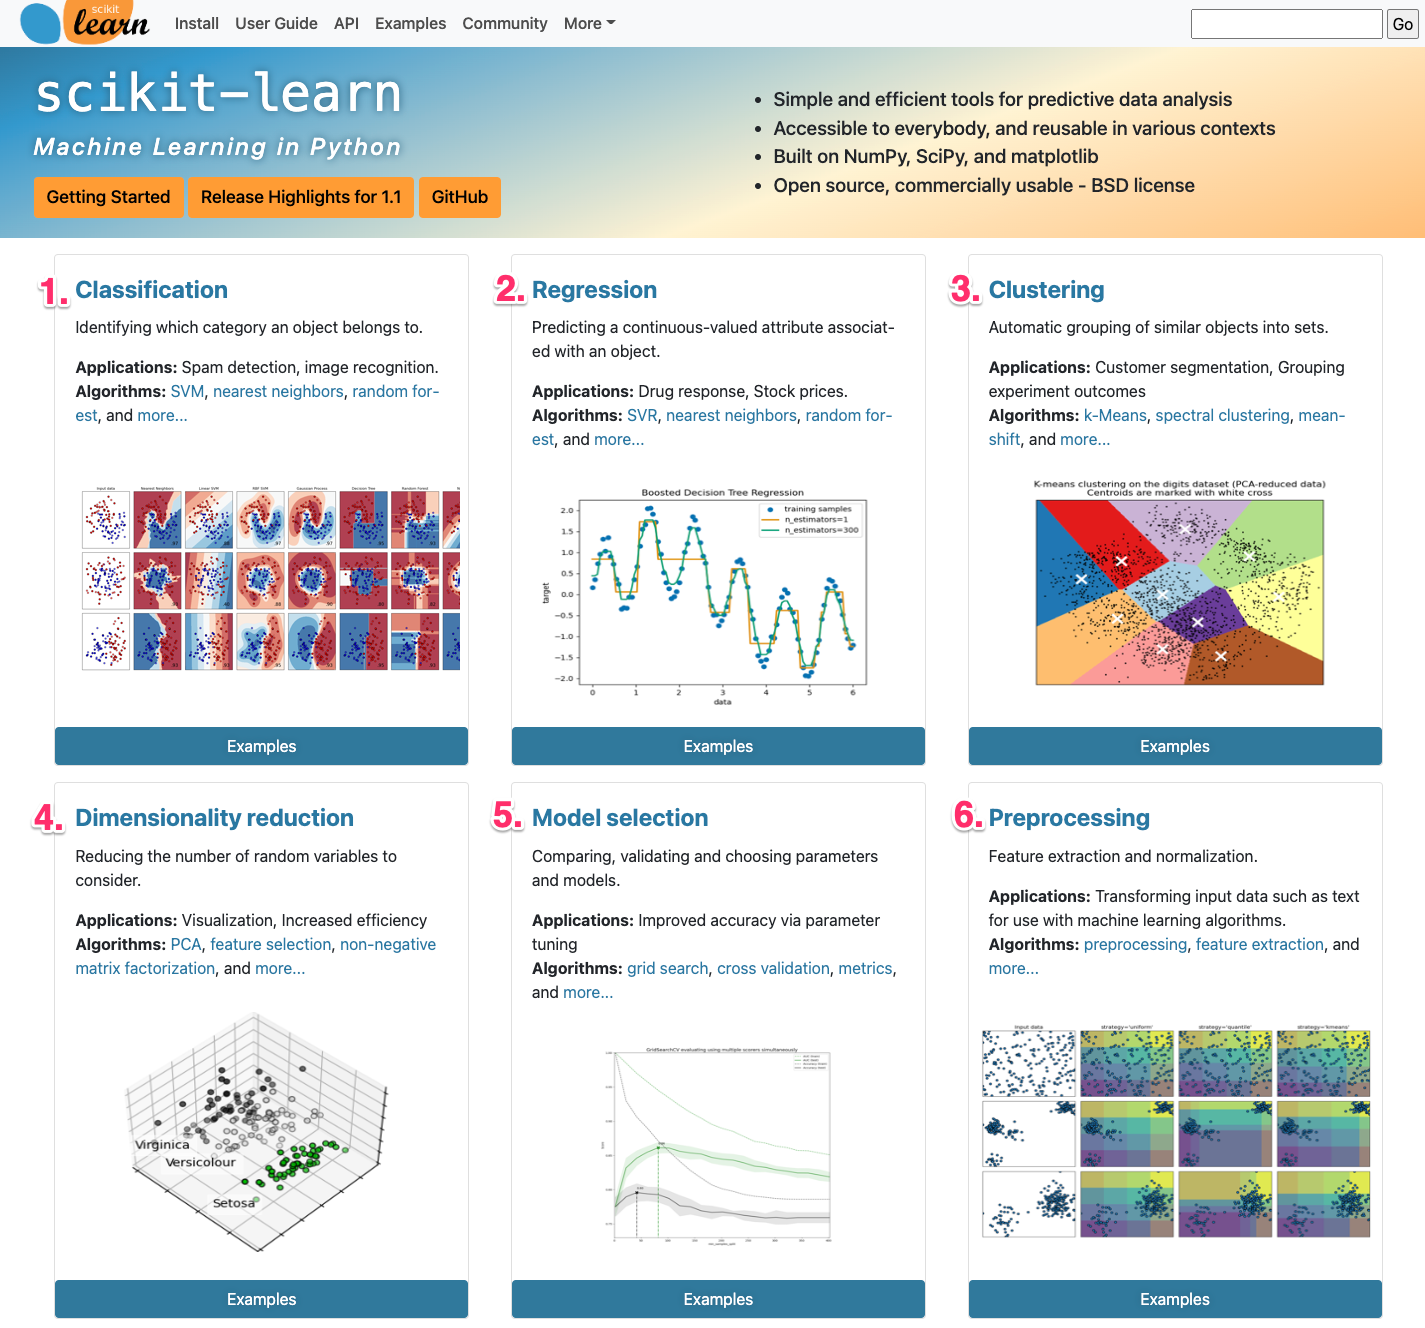 scikit
learn
Install User Guide API Examples Community More
Go
scikit-learn
Machine Learning in Python
Getting Started Release Highlights for 1.1 GitHub
Simple and efficient tools for predictive data analysis
Accessible to everybody, and reusable in various contexts
Built on NumPy, SciPy, and matplotlib
Open source, commercially usable - BSD license
1. Classification
Identifying which category an object belongs to.
Applications: Spam detection, image recognition.
Algorithms: SVM, nearest neighbors, random for-
est, and more...
Input data Nearest Neighbors Linear SVM RBF SVM Gaussian Process Decision Tree Random Forest
Examples
2. Regression
Predicting a continuous-valued attribute associat-
ed with an object.
Applications: Drug response, Stock prices.
Algorithms: SVR, nearest neighbors, random for-
est, and more...
Boosted Decision Tree Regression
training samples
n_estimators=1
n_estimators=300
2.0
1.5
1.0
0.5
0.0
−0.5
−1.0
−1.5
−2.0
target
0 1 2 3 4 5 6
data
Examples
3. Clustering
Automatic grouping of similar objects into sets.
Applications: Customer segmentation, Grouping
experiment outcomes
Algorithms: k-Means, spectral clustering, mean-
shift, and more...
K-means clustering on the digits dataset (PCA-reduced data)
Centroids are marked with white cross
Examples
4. Dimensionality reduction
Reducing the number of random variables to
consider.
Applications: Visualization, Increased efficiency
Algorithms: PCA, feature selection, non-negative
matrix factorization, and more...
Virginica
Versicolour
Setosa
Examples
5. Model selection
Comparing, validating and choosing parameters
and models.
Applications: Improved accuracy via parameter
tuning
Algorithms: grid search, cross validation, metrics,
and more...
GridSearchCV evaluating using multiple scorers simultaneously
Examples
6. Preprocessing
Feature extraction and normalization.
Applications: Transforming input data such as text
for use with machine learning algorithms.
Algorithms: preprocessing, feature extraction, and
more...
Input data strategy='uniform' strategy='quantile' strategy='kmeans'
Examples